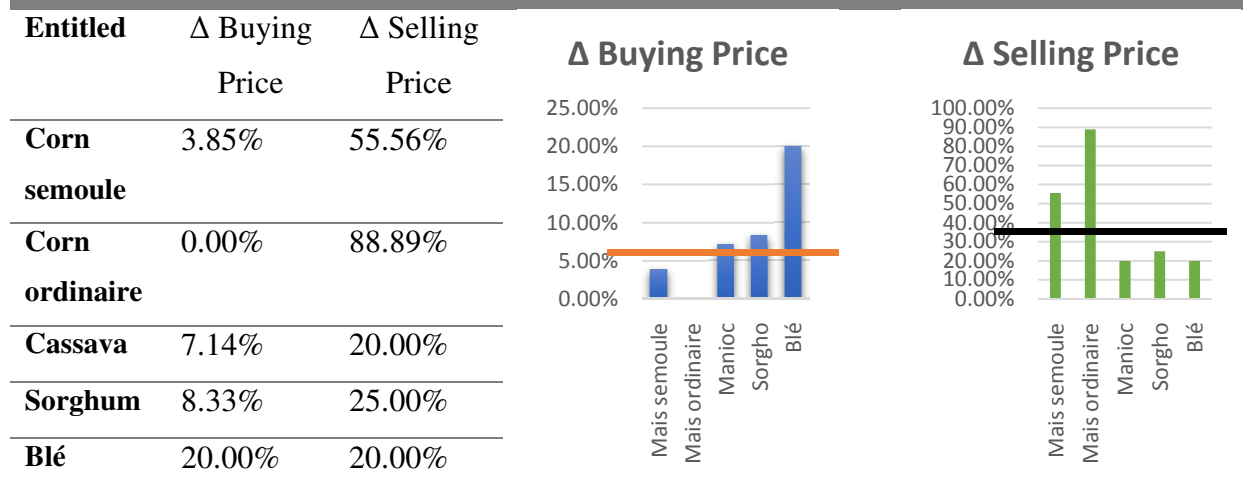 Entitled Δ Buying Price Δ Selling Price
Corn semoule 3.85% 55.56%
Corn ordinaire 0.00% 88.89%
Cassava 7.14% 20.00%
Sorghum 8.33% 25.00%
Blé 20.00% 20.00%
Δ Buying Price
25.00%
20.00%
15.00%
10.00%
5.00%
0.00%
Mais semoule
Mais ordinaire
Manioc
Sorgho
Blé
Δ Selling Price
100.00%
90.00%
80.00%
70.00%
60.00%
50.00%
40.00%
30.00%
20.00%
10.00%
0.00%
Mais semoule
Mais ordinaire
Manioc
Sorgho
Blé